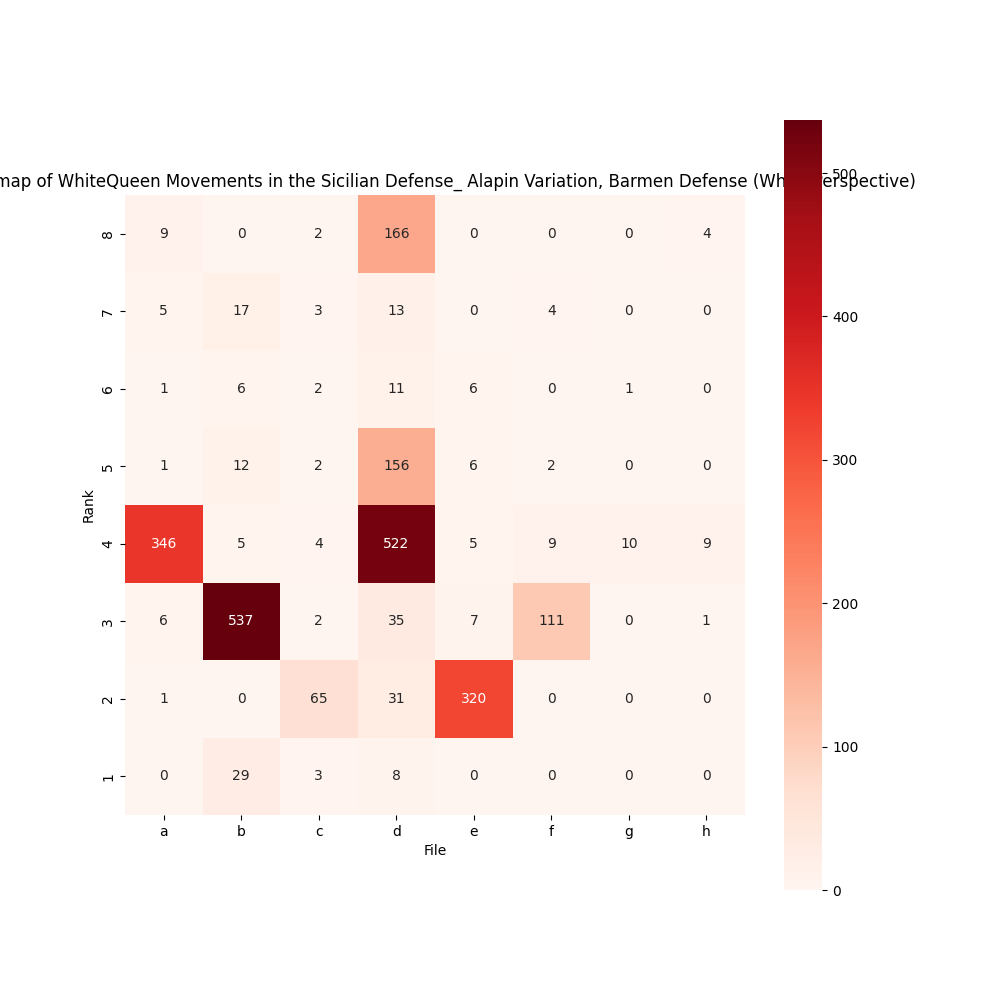 map of WhiteQueen Movements in the Sicilian Defense_ Alapin Variation, Barmen Defense (Wh erspective)
500
400
300
200
100
0
Rank
8 9 0 2 166 0 0 0 4
7 5 17 3 13 0 4 0 0
6 1 6 2 11 6 0 1 0
5 1 12 2 156 6 2 0 0
4 346 5 4 522 5 9 10 9
3 6 537 2 35 7 111 0 1
2 1 0 65 31 320 0 0 0
1 0 29 3 8 0 0 0 0
a b c d e f g h
File